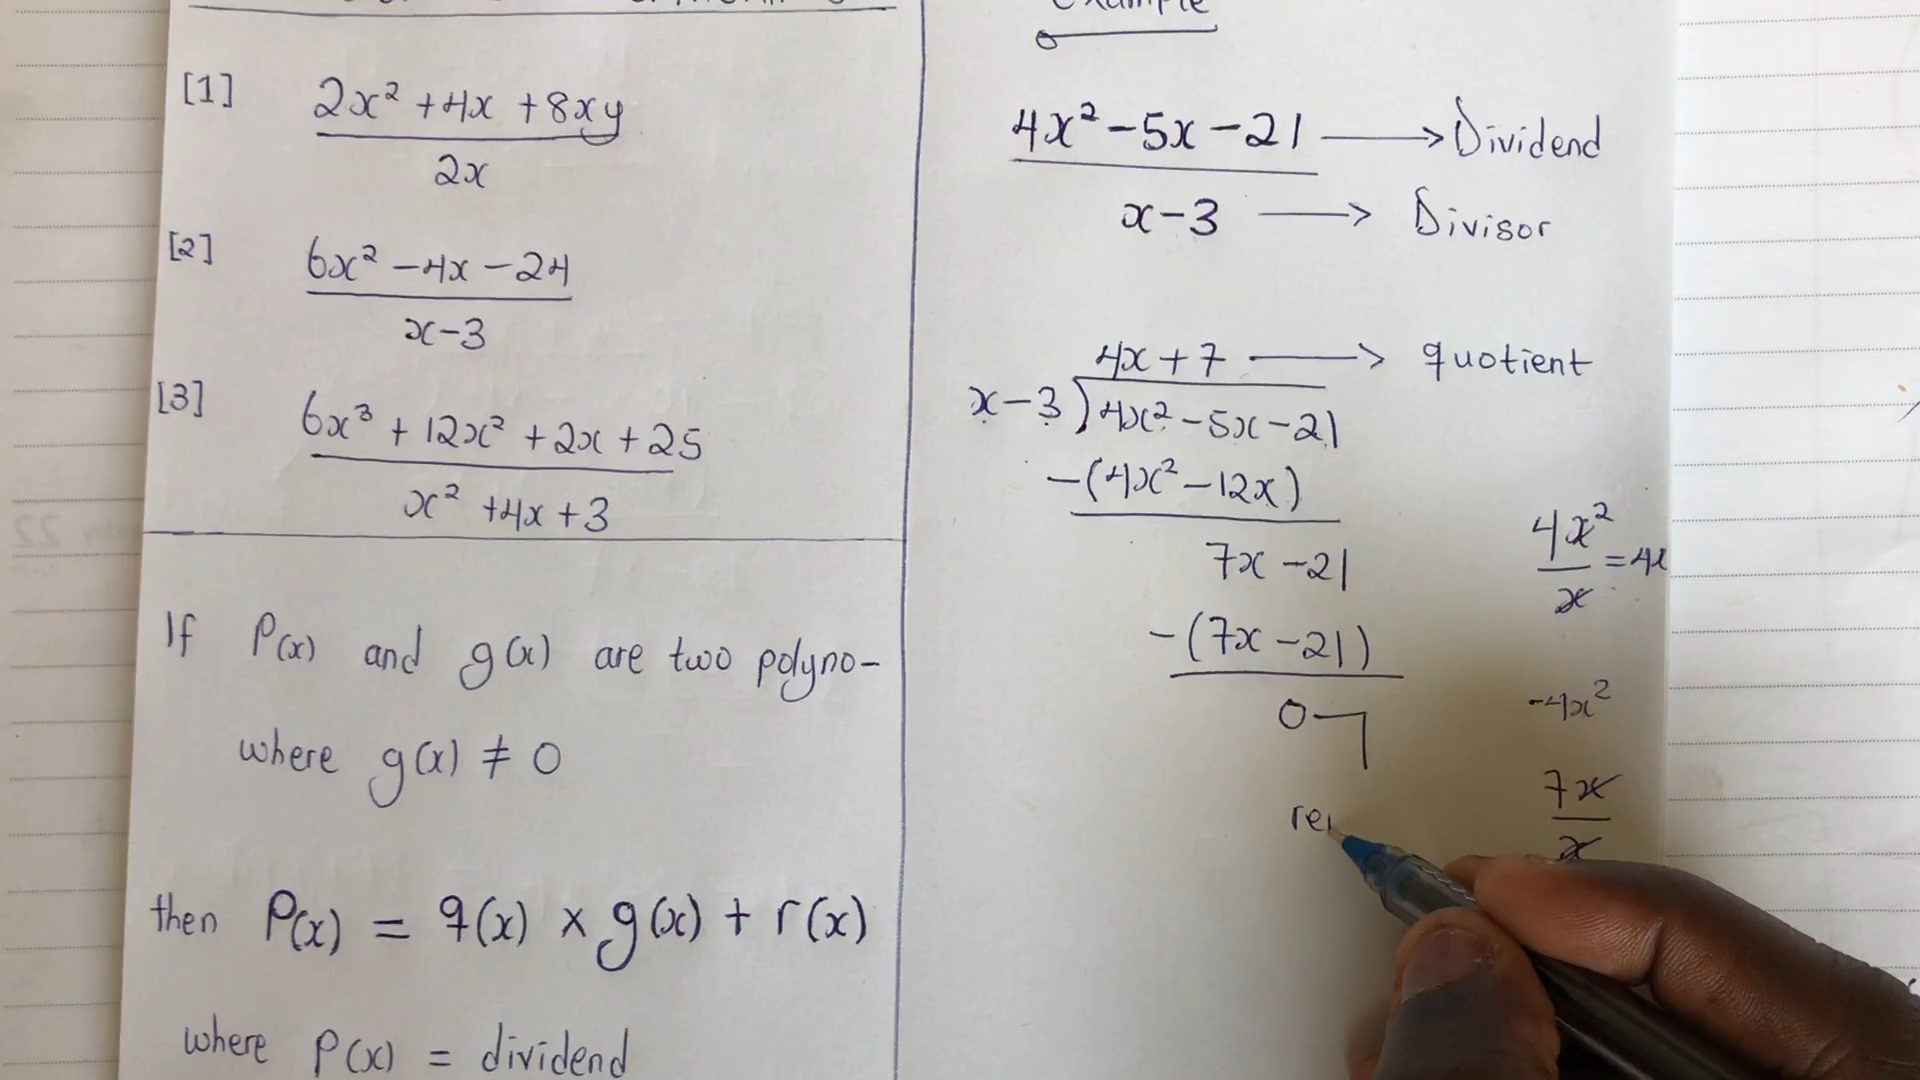 [1] 2x² + 4x + 8xy
2x
[2] 6x² - 4x - 24
x - 3
[3] 6x³ + 12x² + 2x + 25
x² + 4x + 3
If P(x) and g(x) are two polyno-
where g(x) ≠ 0
then P(x) = q(x) × g(x) + r(x)
where P(x) = dividend
Example
4x² - 5x - 21 → Dividend
x - 3 → Divisor
4x + 7 → quotient
x - 3 ) 4x² - 5x - 21
-(4x² - 12x)
7x - 21
-(7x - 21)
0
re
4x²
= 4x
x
-4x²
7x
x